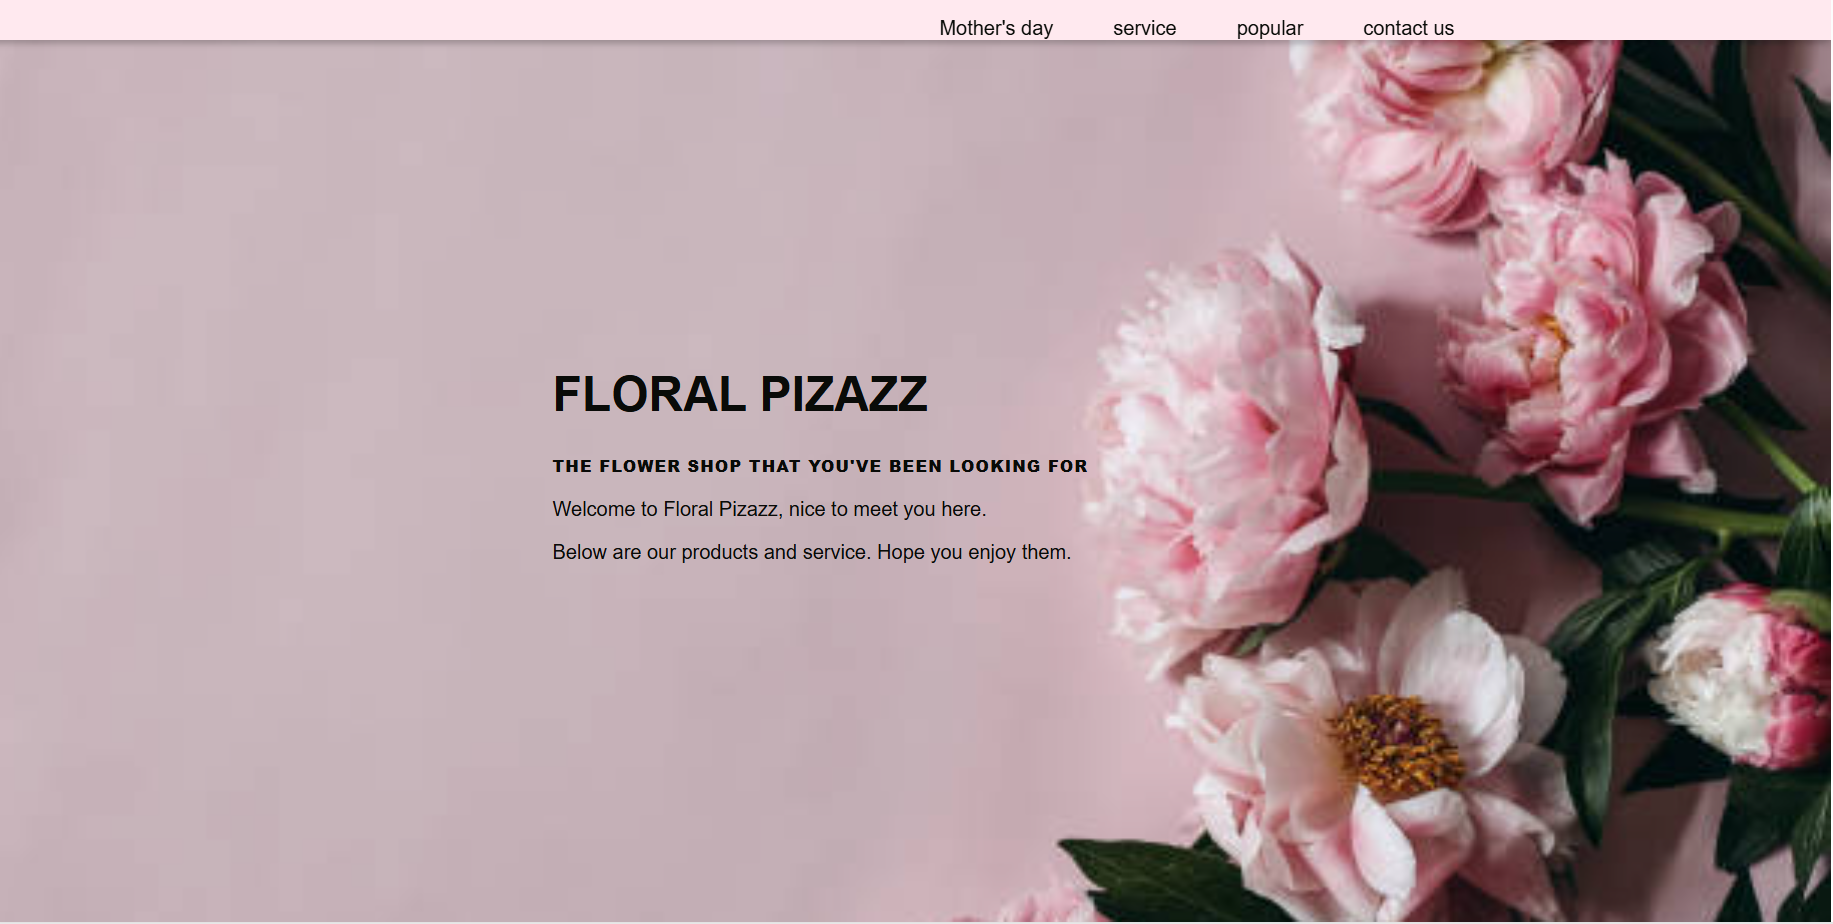 Mother's day service popular contact us
FLORAL PIZAZZ
THE FLOWER SHOP THAT YOU'VE BEEN LOOKING FOR
Welcome to Floral Pizazz, nice to meet you here.
Below are our products and service. Hope you enjoy them.